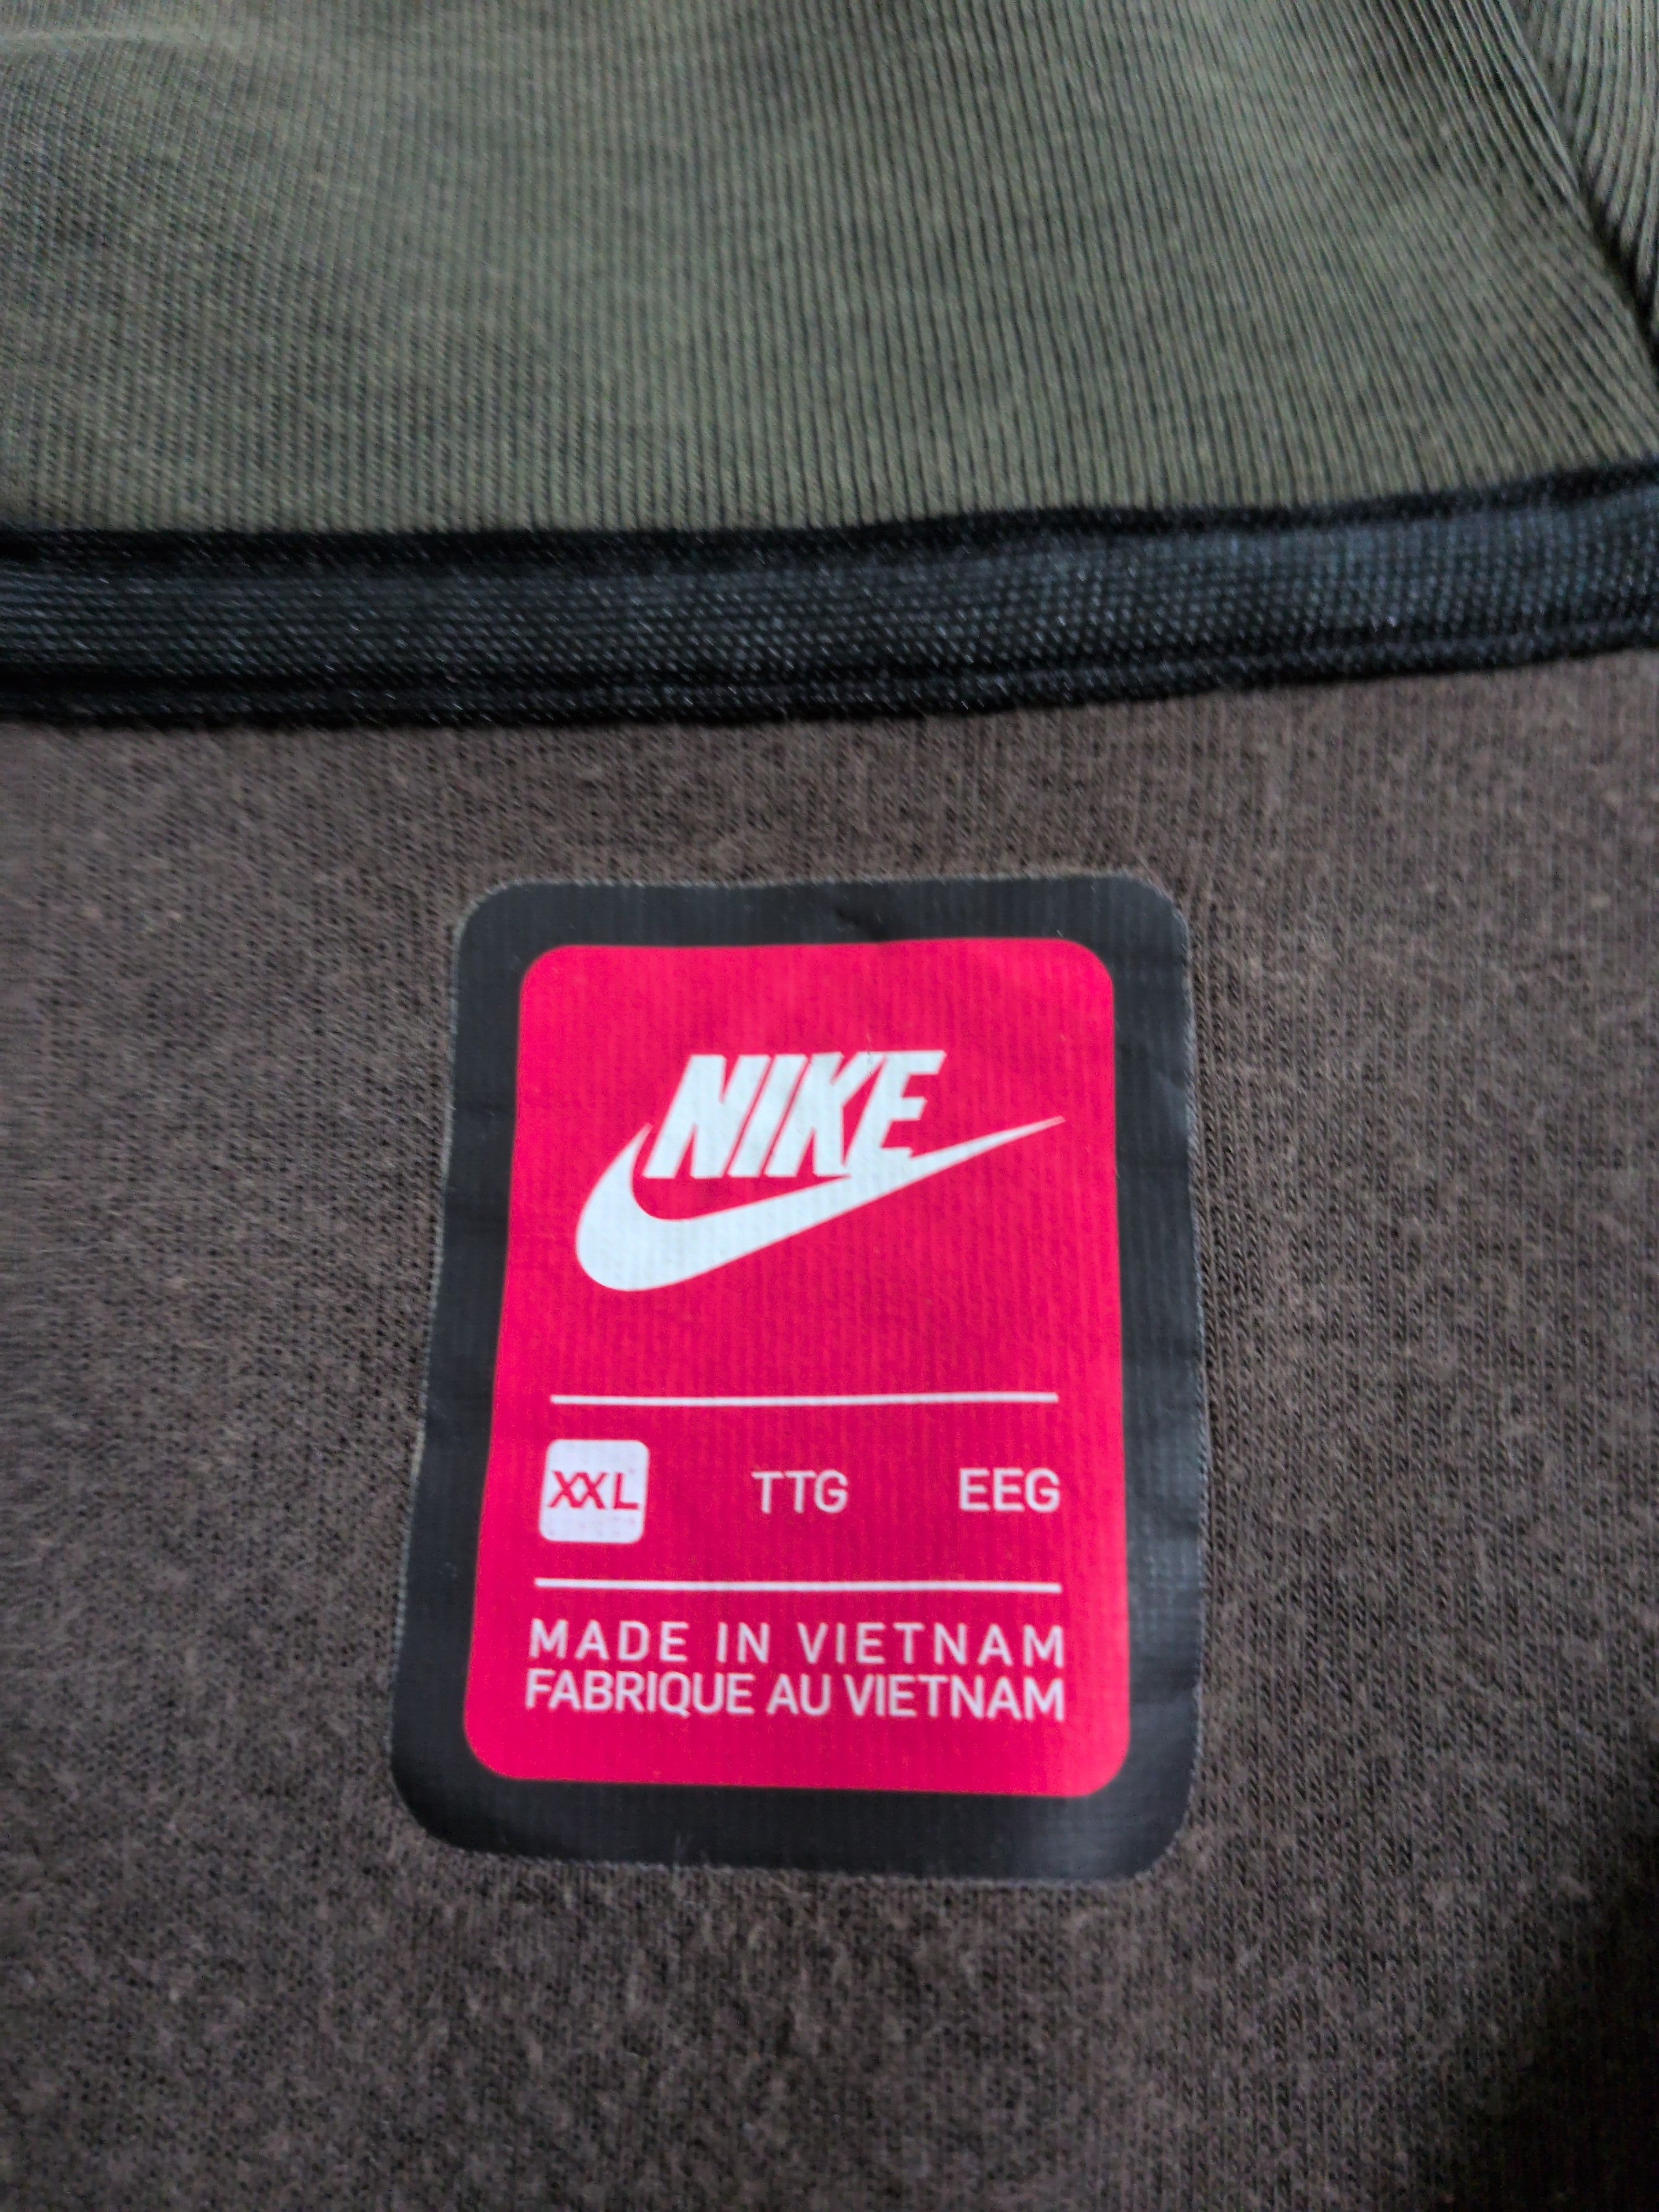 NIKE
XXL TTG EEG
MADE IN VIETNAM
FABRIQUE AU VIETNAM